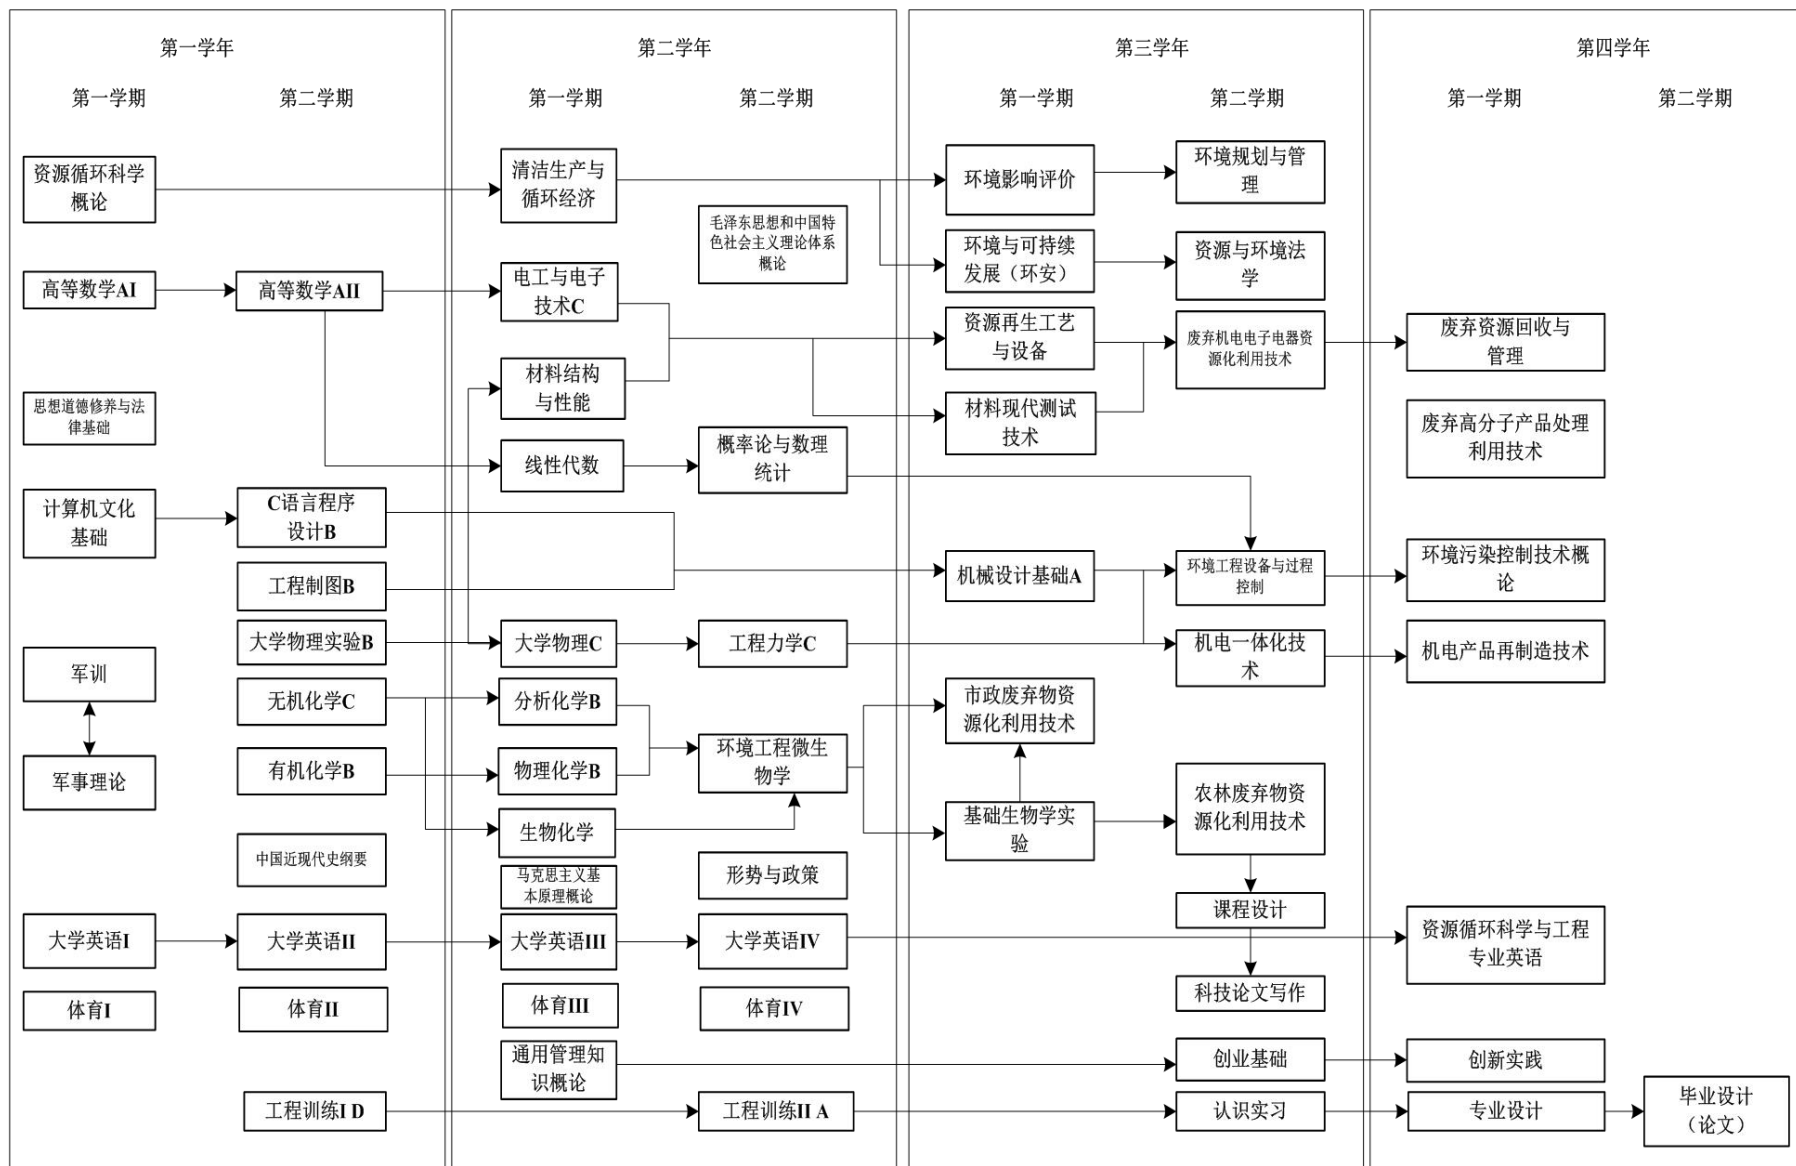 第一学年
第二学年
第三学年
第四学年
第一学期
第二学期
第一学期
第二学期
第一学期
第二学期
第一学期
第二学期
资源循环科学
概论
高等数学AI
思想道德修养与法
律基础
计算机文化
基础
军训
军事理论
大学英语I
体育I
高等数学AII
C语言程序
设计B
工程制图B
大学物理实验B
无机化学C
有机化学B
中国近现代史纲要
大学英语II
体育II
工程训练I D
清洁生产与
循环经济
电工与电子
技术C
材料结构
与性能
线性代数
大学物理C
分析化学B
物理化学B
生物化学
马克思主义基
本原理概论
大学英语III
体育III
通用管理知
识概论
毛泽东思想和中国特
色社会主义理论体系
概论
概率论与数理
统计
工程力学C
环境工程微生
物学
形势与政策
大学英语IV
体育IV
工程训练II A
环境影响评价
环境与可持续
发展（环安）
资源再生工艺
与设备
材料现代测试
技术
机械设计基础A
市政废弃物资
源化利用技术
基础生物学实
验
环境规划与管
理
资源与环境法
学
废弃机电电子电器资
源化利用技术
环境工程设备与过程
控制
机电一体化技
术
农林废弃物资
源化利用技术
课程设计
科技论文写作
创业基础
认识实习
废弃资源回收与
管理
废弃高分子产品处理
利用技术
环境污染控制技术概
论
机电产品再制造技术
资源循环科学与工程
专业英语
创新实践
专业设计
毕业设计
（论文）